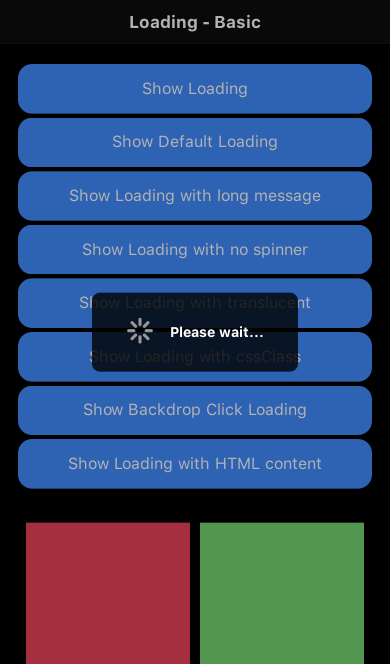 Loading - Basic
Show Loading
Show Default Loading
Show Loading with long message
Show Loading with no spinner
Show Loading with translucent
Please wait...
Show Loading with cssClass
Show Backdrop Click Loading
Show Loading with HTML content